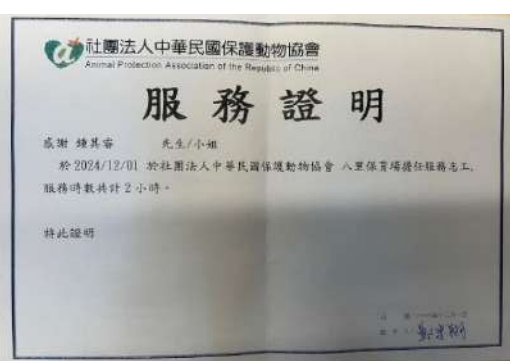 社團法人中華民國保護動物協會
Animal Protection Association of the Republic of China
服務證明
感謝 鍾其睿 先生/小姐
於 2024/12/01 於社團法人中華民國保護動物協會 八里保育場擔任服務志工,
服務時數共計 2 小時。
特此證明